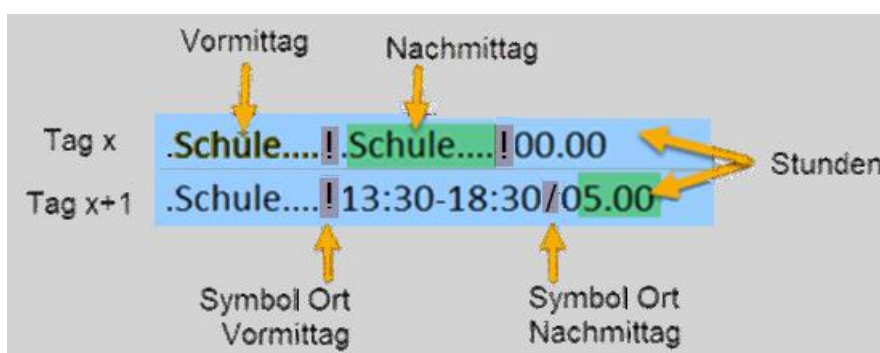 Vormittag
Nachmittag
Tag x
.Schule....!.Schule....!00.00
Stunden
Tag x+1
.Schule....!13:30-18:30/05.00
Symbol Ort
Vormittag
Symbol Ort
Nachmittag